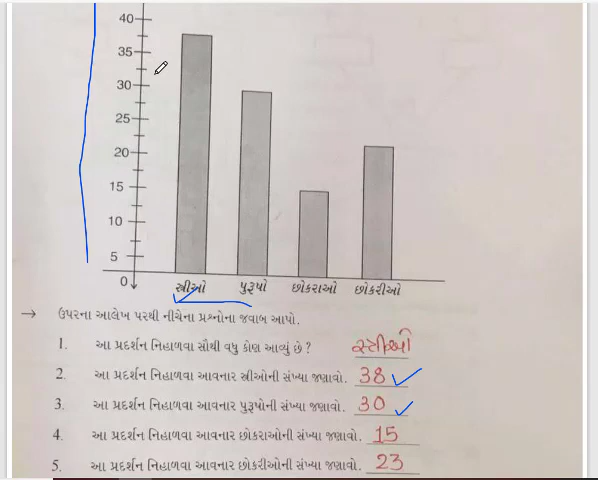 40
35
30
25
20
15
10
5
0
સ્ત્રીઓ પુરુષો છોકરાઓ છોકરીઓ
→ ઉપરના આલેખ પરથી નીચેના પ્રશ્નોના જવાબ આપો.
1. આ પ્રદર્શન નિહાળવા સૌથી વધુ કોણ આવ્યું છે ? સ્ત્રીઓ
2. આ પ્રદર્શન નિહાળવા આવનાર સ્ત્રીઓની સંખ્યા જણાવો. 38
3. આ પ્રદર્શન નિહાળવા આવનાર પુરુષોની સંખ્યા જણાવો. 30
4. આ પ્રદર્શન નિહાળવા આવનાર છોકરાઓની સંખ્યા જણાવો. 15
5. આ પ્રદર્શન નિહાળવા આવનાર છોકરીઓની સંખ્યા જણાવો. 23